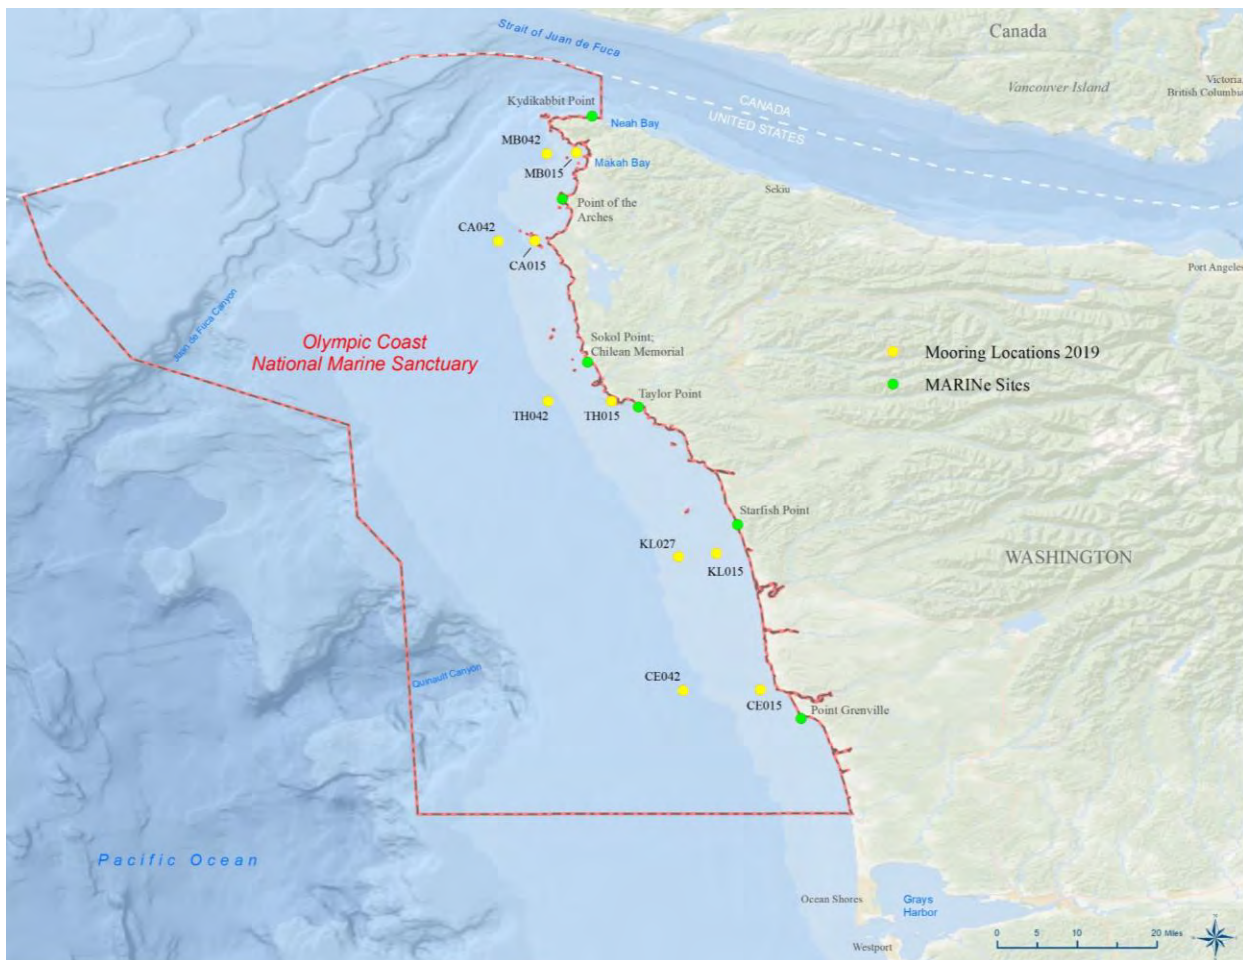 Strait of Juan de Fuca
Canada
Vancouver Island
Victoria,
British Columbia
CANADA
UNITED STATES
Kydikabbit Point
Neah Bay
MB042
MB015
Makah Bay
Sekiu
Point of the
Arches
CA042
CA015
Port Angeles
Juan de Fuca Canyon
Olympic Coast
National Marine Sanctuary
Sokol Point;
Chilean Memorial
Mooring Locations 2019
MARINe Sites
Taylor Point
TH042
TH015
Starfish Point
KL027
KL015
WASHINGTON
Quinault Canyon
CE042
CE015
Point Grenville
Pacific Ocean
Ocean Shores
Grays
Harbor
Westport
0 5 10 20 Miles